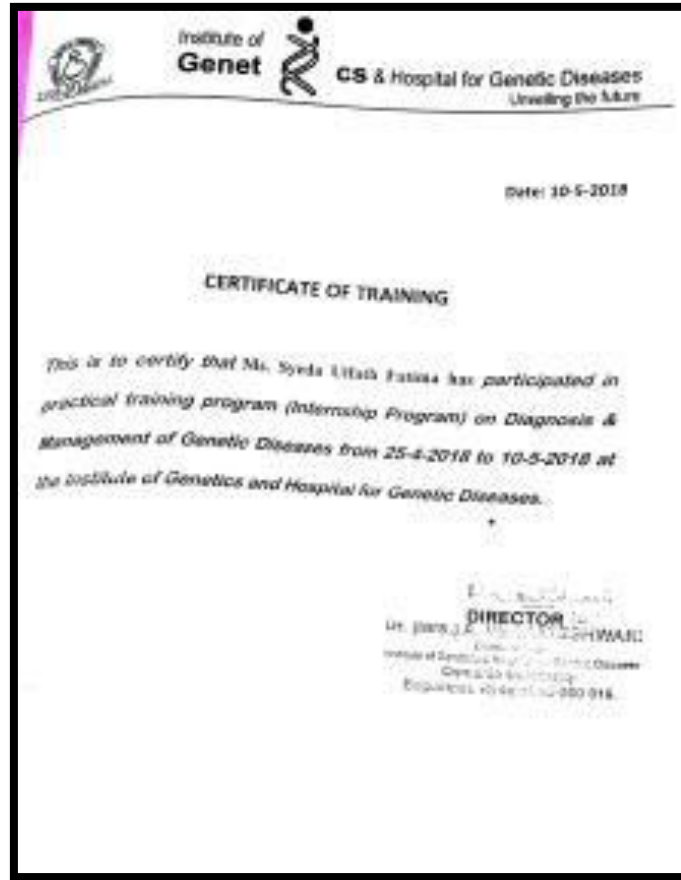 Institute of
Genet CS & Hospital for Genetic Diseases
Unveiling the future
Date: 10-5-2018
CERTIFICATE OF TRAINING
This is to certify that Ms. Syeda Fatima has participated in
practical training program (Internship Program) on Diagnosis &
Management of Genetic Diseases from 25-4-2018 to 10-5-2018 at
the Institute of Genetics and Hospital for Genetic Diseases.
DIRECTOR